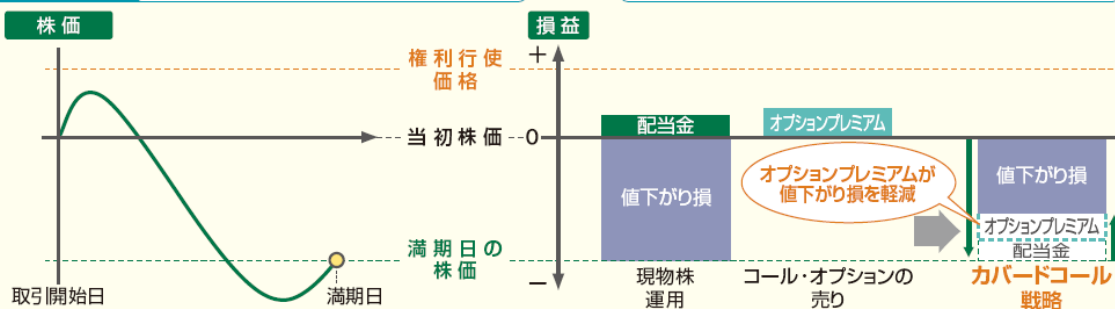 株価
損益
権利行使
価格
＋
当初株価
0
配当金
オプションプレミアム
値下がり損
オプションプレミアムが
値下がり損を軽減
値下がり損
オプションプレミアム
配当金
満期日の
株価
－
取引開始日
満期日
現物株
運用
コール・オプションの
売り
カバードコール
戦略